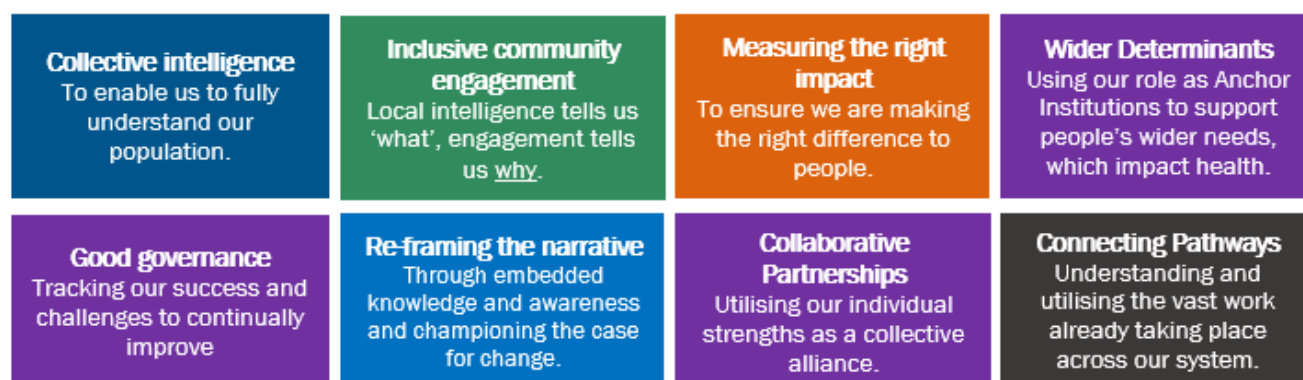 Collective intelligence
To enable us to fully
understand our
population.
Inclusive community
engagement
Local intelligence tells us
‘what’, engagement tells
us why.
Measuring the right
impact
To ensure we are making
the right difference to
people.
Wider Determinants
Using our role as Anchor
Institutions to support
people’s wider needs,
which impact health.
Good governance
Tracking our success and
challenges to continually
improve
Re-framing the narrative
Through embedded
knowledge and awareness
and championing the case
for change.
Collaborative
Partnerships
Utilising our individual
strengths as a collective
alliance.
Connecting Pathways
Understanding and
utilising the vast work
already taking place
across our system.